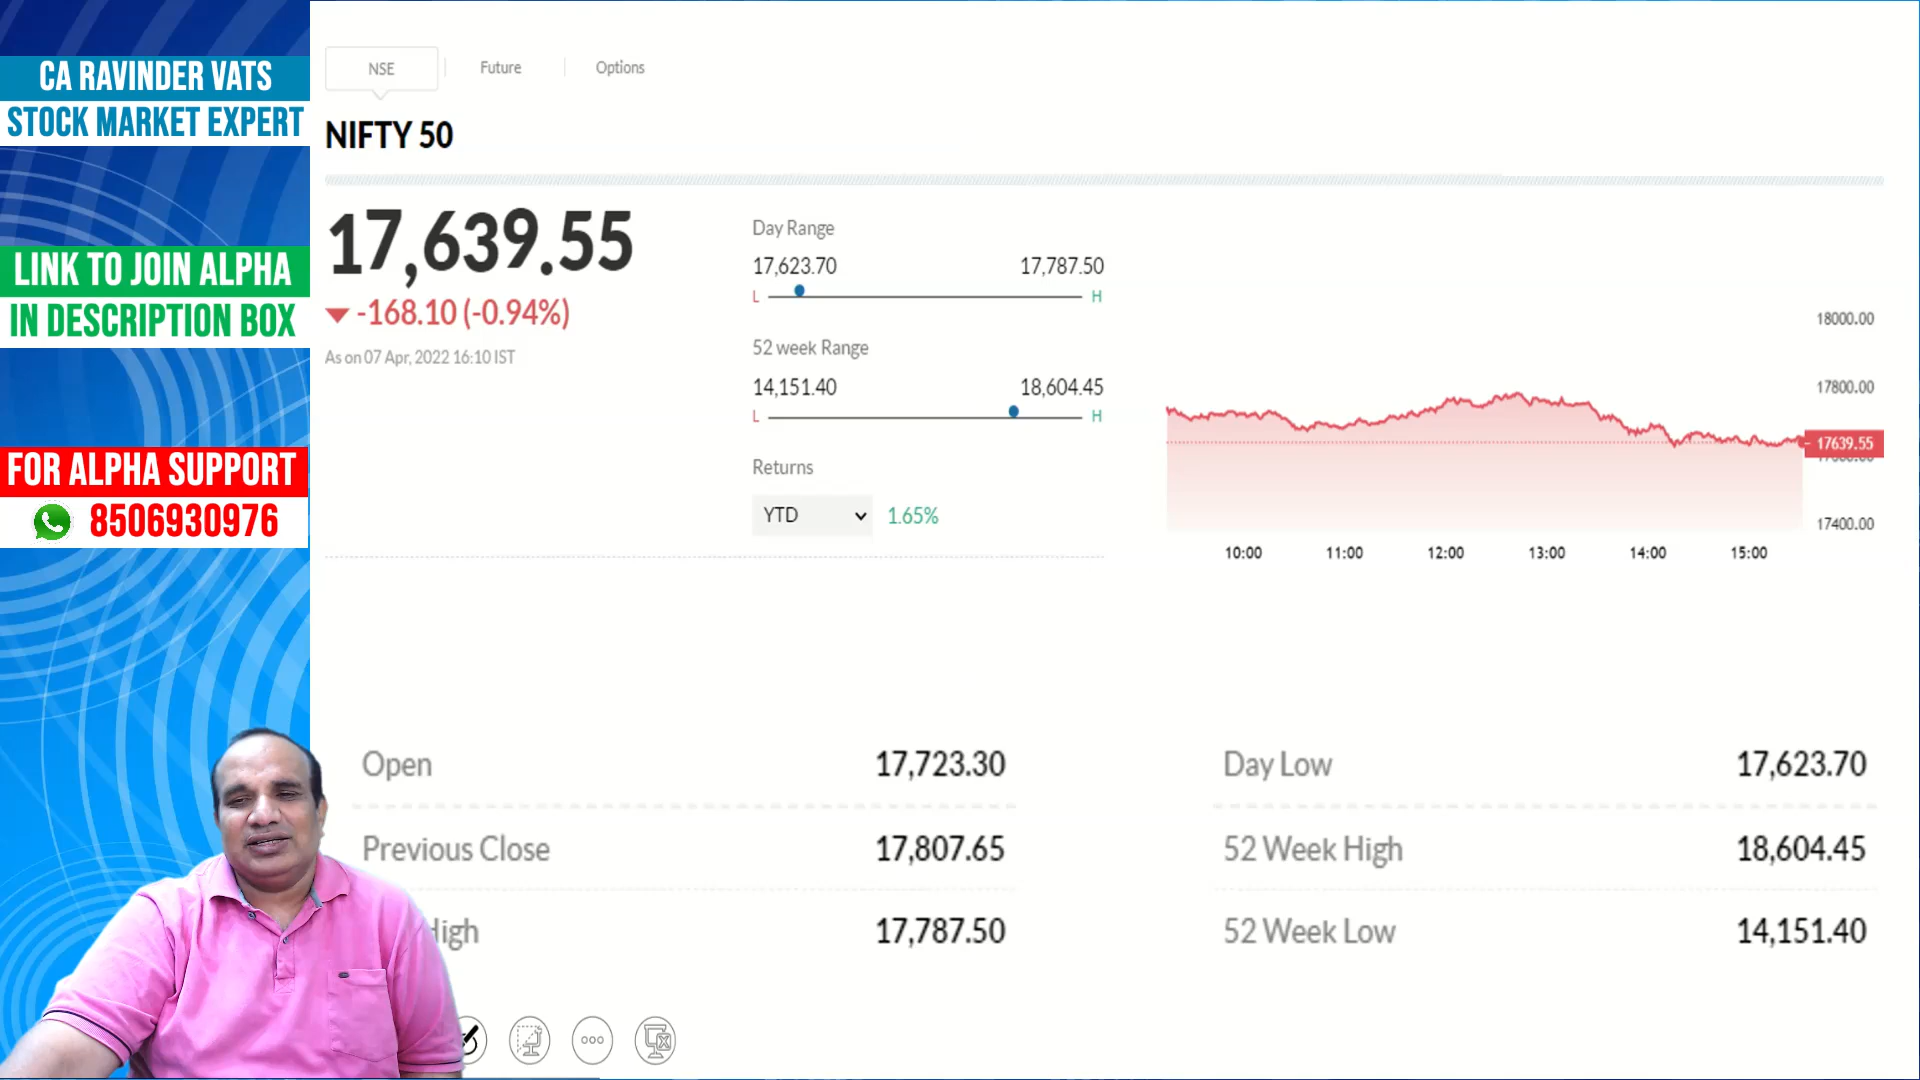 CA RAVINDER VATS
STOCK MARKET EXPERT
LINK TO JOIN ALPHA
IN DESCRIPTION BOX
FOR ALPHA SUPPORT
8506930976
NSE
Future
Options
NIFTY 50
17,639.55
-168.10 (-0.94%)
As on 07 Apr, 2022 16:10 IST
Day Range
17,623.70 17,787.50
L H
52 week Range
14,151.40 18,604.45
L H
Returns
YTD 1.65%
18000.00
17800.00
17639.55
17400.00
10:00 11:00 12:00 13:00 14:00 15:00
Open 17,723.30
Previous Close 17,807.65
High 17,787.50
Day Low 17,623.70
52 Week High 18,604.45
52 Week Low 14,151.40